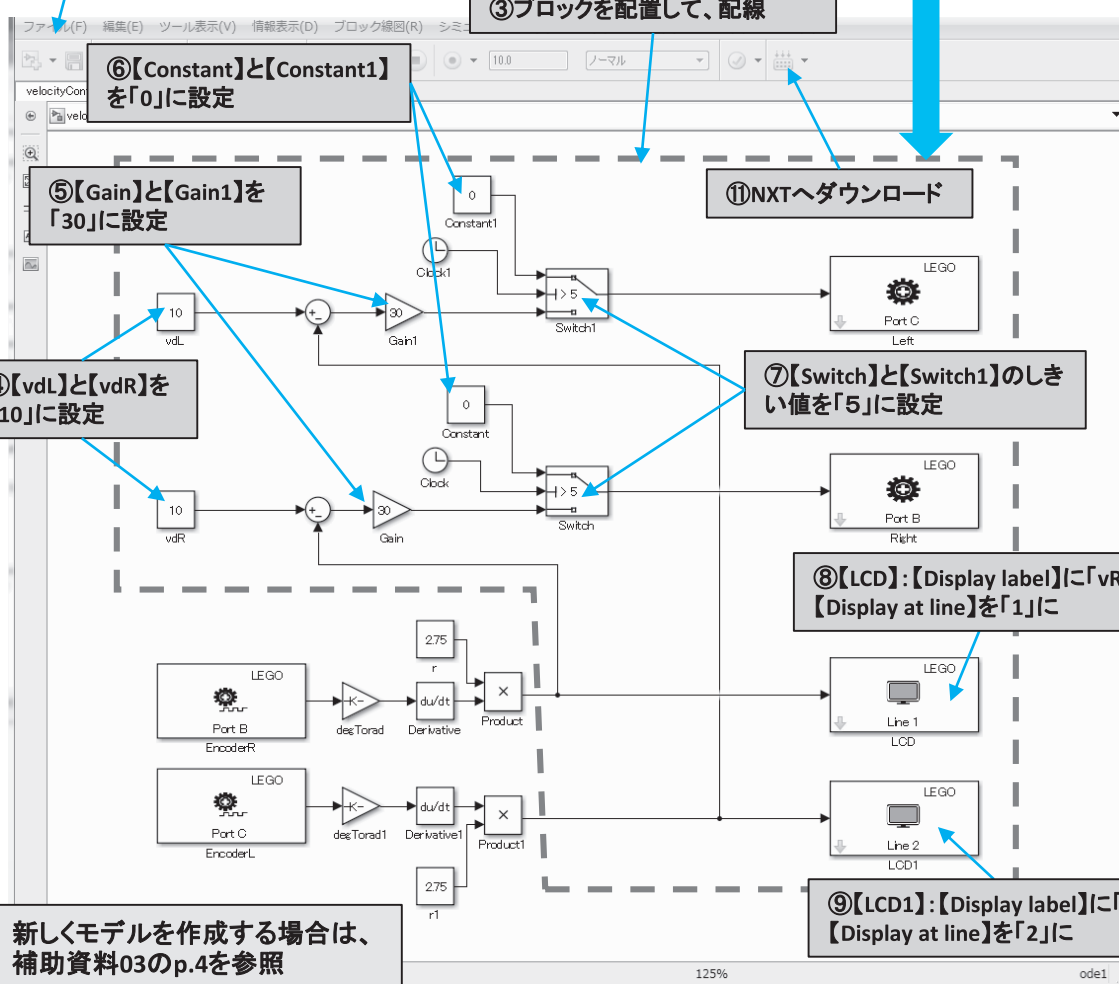 ③ブロックを配置して、配線
ファイル(F) 編集(E) ツール表示(V) 情報表示(D) ブロック線図(R) シミ
⑥【Constant】と【Constant1】
を「0」に設定
10.0
ノーマル
velocityCon
velo
⑤【Gain】と【Gain1】を
「30」に設定
⑪NXTへダウンロード
0
Constant1
Clock1
10
vdL
30
Gain1
> 5
Switch1
LEGO
Port C
Left
④【vdL】と【vdR】を
10」に設定
⑦【Switch】と【Switch1】のしき
い値を「５」に設定
0
Constant
Clock
10
vdR
30
Gain
> 5
Switch
LEGO
Port B
Right
⑧【LCD】:【Display label】に「vR
【Display at line】を「1」に
2.75
r
LEGO
Port B
EncoderR
-K-
degTorad
du/dt
Derivative
×
Product
LEGO
Line 1
LCD
LEGO
Port C
EncoderL
-K-
degTorad1
du/dt
Derivative1
×
Product1
LEGO
Line 2
LCD1
2.75
r1
⑨【LCD1】:【Display label】に「
【Display at line】を「2」に
新しくモデルを作成する場合は、
補助資料03のp.4を参照
125%
ode1